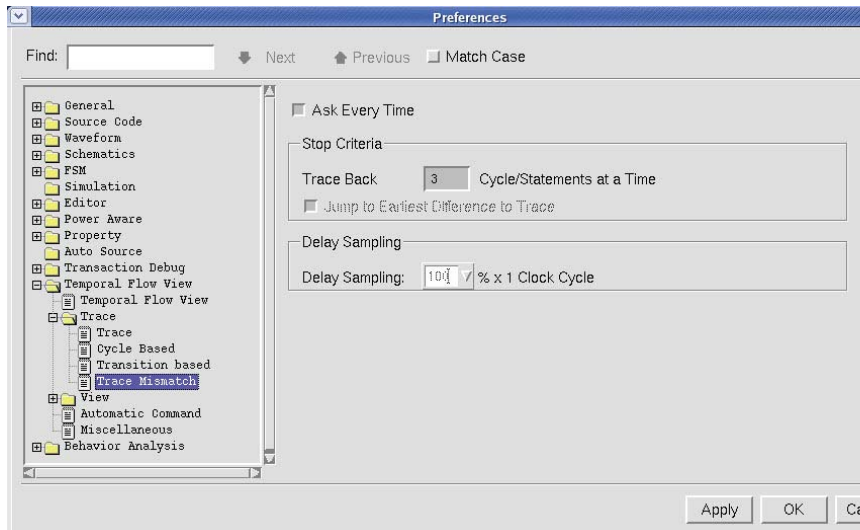 Preferences
Find:
Next
Previous
Match Case
General
Source Code
Waveform
Schematics
FSM
Simulation
Editor
Power Aware
Property
Auto Source
Transaction Debug
Temporal Flow View
Temporal Flow View
Trace
Trace
Cycle Based
Transition based
Trace Mismatch
View
Automatic Command
Miscellaneous
Behavior Analysis
Ask Every Time
Stop Criteria
Trace Back 3 Cycle/Statements at a Time
Jump to Earliest Difference to Trace
Delay Sampling
Delay Sampling: 100 % x 1 Clock Cycle
Apply
OK
Ca